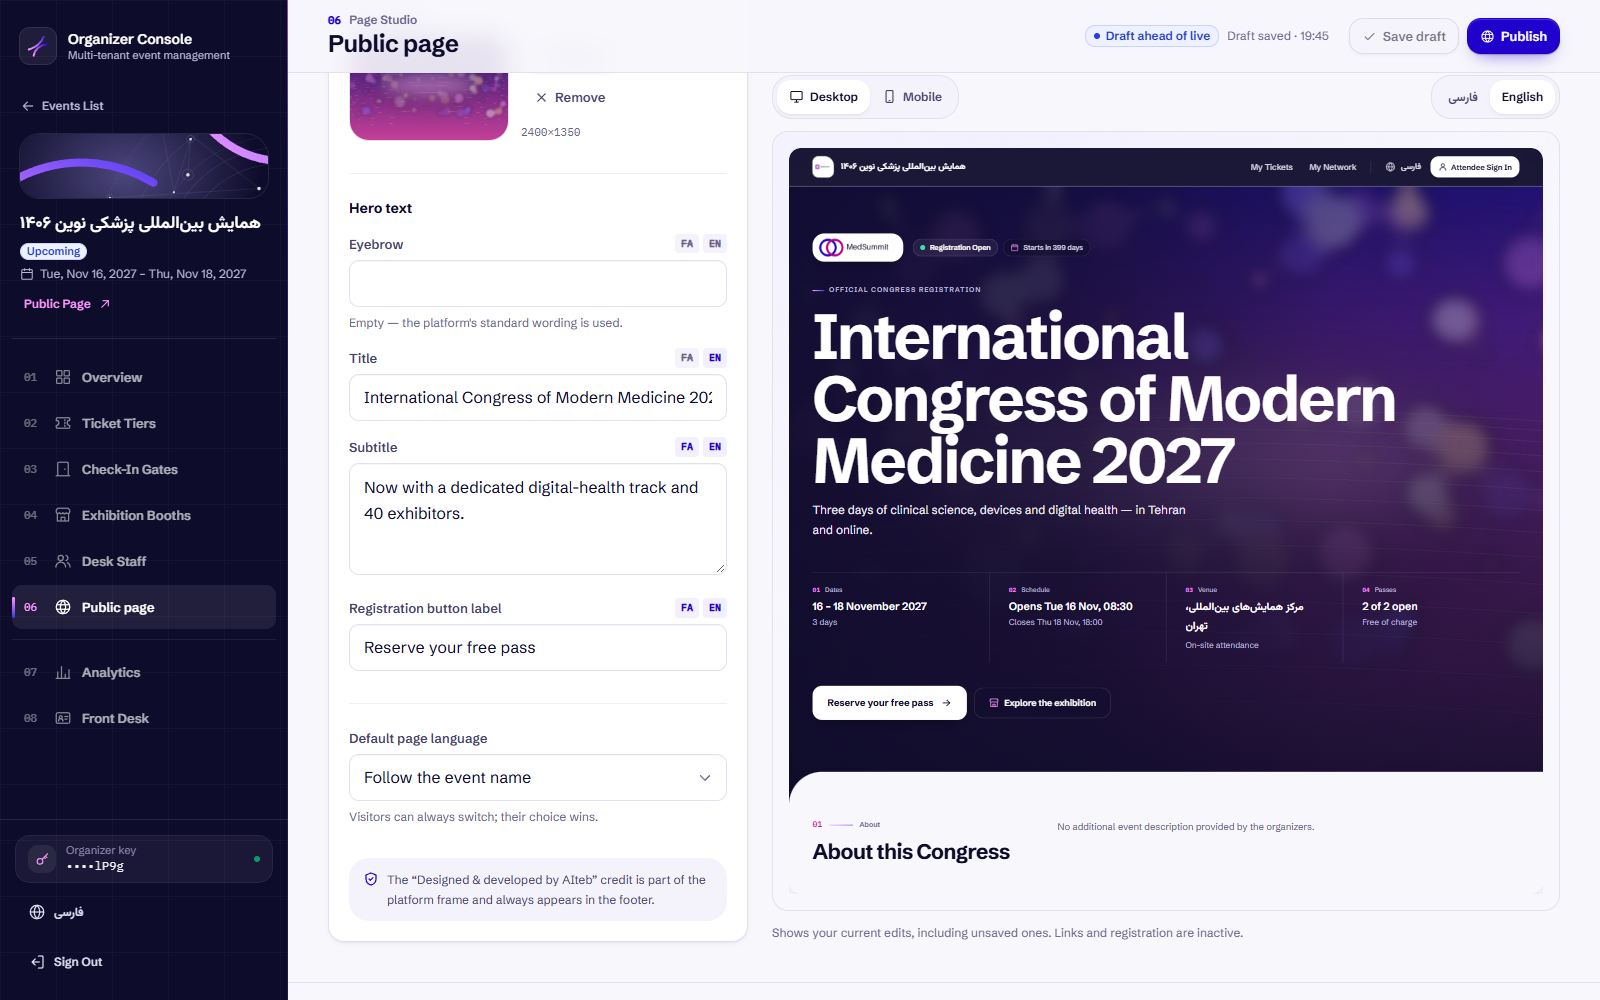 Organizer Console
Multi-tenant event management
Events List
همایش بین‌المللی پزشکی نوین ۱۴۰۶
Upcoming
Tue, Nov 16, 2027 – Thu, Nov 18, 2027
Public Page
01 Overview
02 Ticket Tiers
03 Check-In Gates
04 Exhibition Booths
05 Desk Staff
06 Public page
07 Analytics
08 Front Desk
Organizer key
••••lP9g
فارسی
Sign Out
06 Page Studio
Public page
Draft ahead of live
Draft saved · 19:45
Save draft
Publish
Remove
2400×1350
Hero text
Eyebrow FA EN
Empty — the platform's standard wording is used.
Title FA EN
International Congress of Modern Medicine 202
Subtitle FA EN
Now with a dedicated digital-health track and
40 exhibitors.
Registration button label FA EN
Reserve your free pass
Default page language
Follow the event name
Visitors can always switch; their choice wins.
The “Designed & developed by AIteb” credit is part of the
platform frame and always appears in the footer.
Desktop
Mobile
فارسی
English
همایش بین‌المللی پزشکی نوین ۱۴۰۶
My Tickets
My Network
فارسی
Attendee Sign In
MedSummit
Registration Open
Starts in 399 days
OFFICIAL CONGRESS REGISTRATION
International
Congress of Modern
Medicine 2027
Three days of clinical science, devices and digital health — in Tehran
and online.
01 Dates
16 – 18 November 2027
3 days
02 Schedule
Opens Tue 16 Nov, 08:30
Closes Thu 18 Nov, 18:00
03 Venue
مرکز همایش‌های بین‌المللی،
تهران
On-site attendance
04 Passes
2 of 2 open
Free of charge
Reserve your free pass
Explore the exhibition
01 About
About this Congress
No additional event description provided by the organizers.
Shows your current edits, including unsaved ones. Links and registration are inactive.